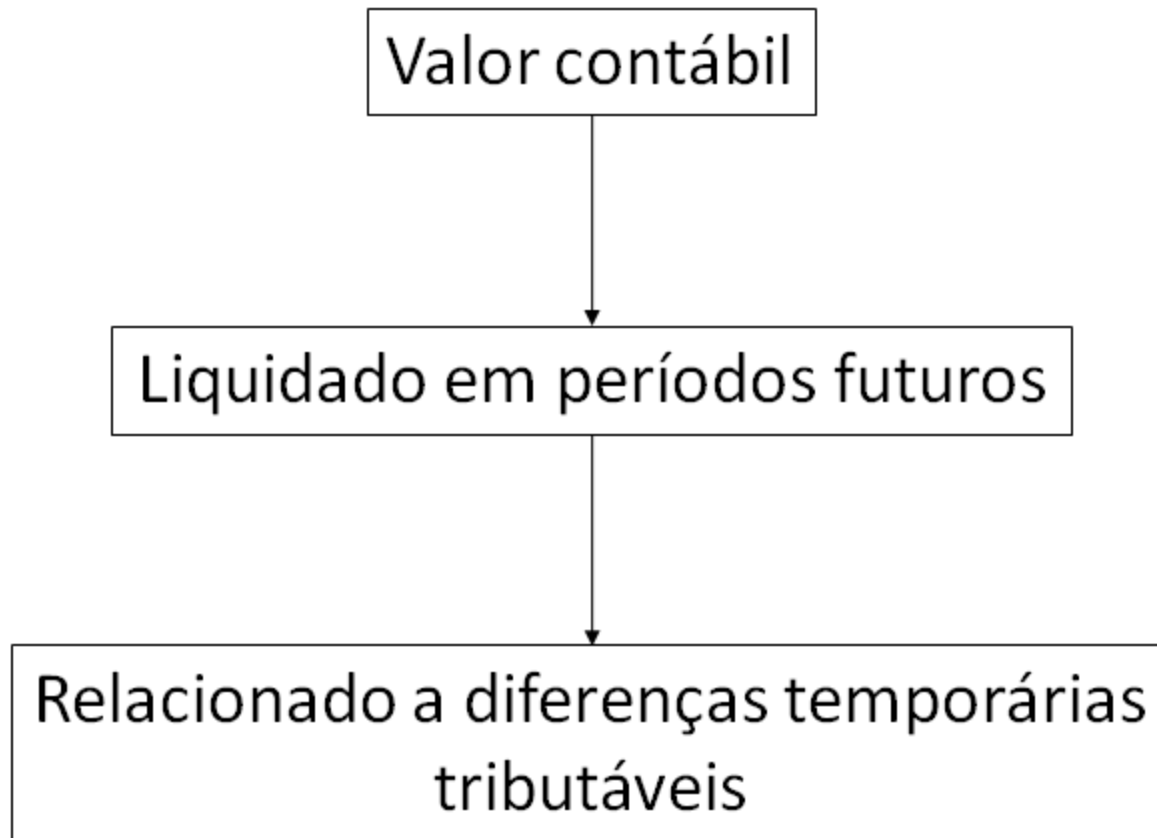 Valor contábil
Liquidado em períodos futuros
Relacionado a diferenças temporárias
tributáveis